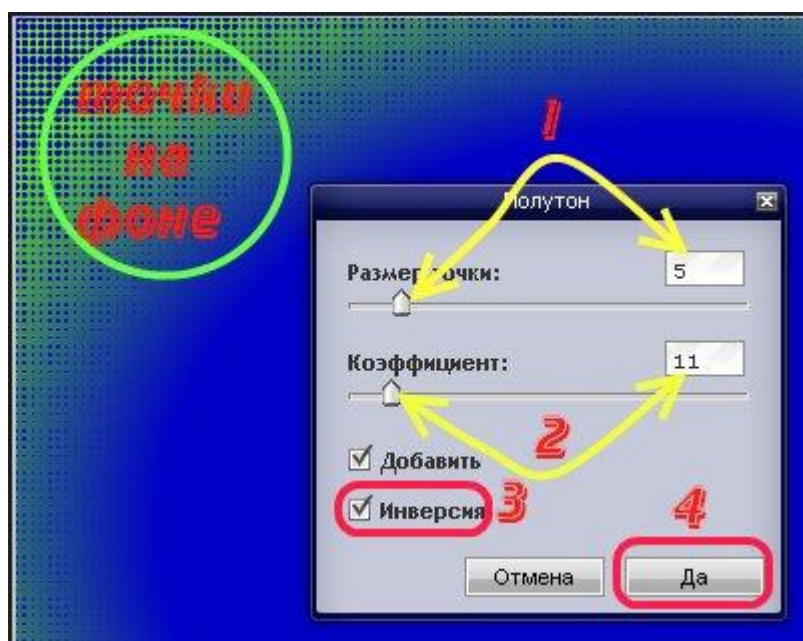 точки
на
фоне
1
Полутон
Размер точки:
5
Коэффициент:
11
2
Добавить
Инверсия
3
4
Отмена
Да